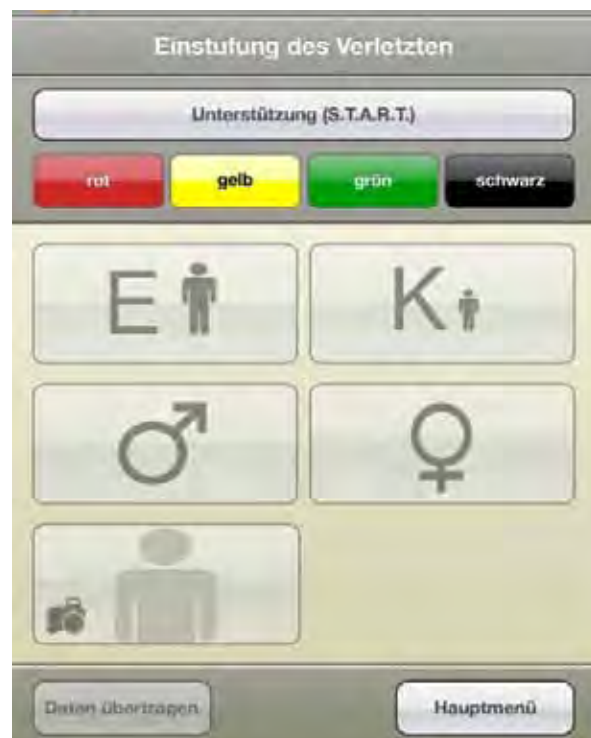 Einstufung des Verletzten
Unterstützung (S.T.A.R.T.)
rot gelb grün schwarz
E K
Daten übertragen Hauptmenü